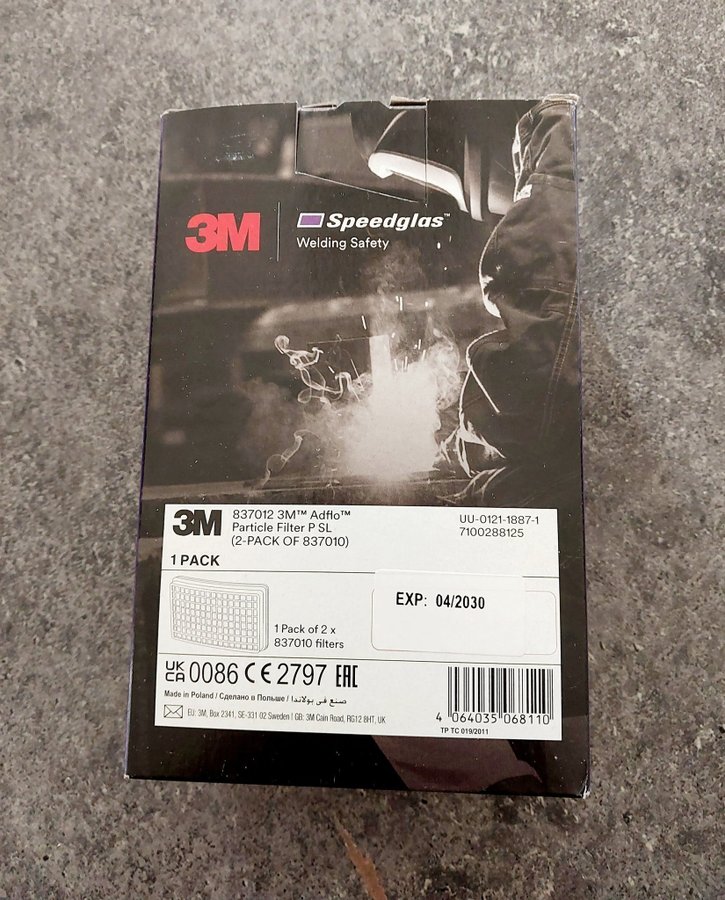 3M
Speedglas™
Welding Safety
3M
837012 3M™ Adflo™
Particle Filter P SL
(2-PACK OF 837010)
UU-0121-1887-1
7100288125
1 PACK
EXP: 04/2030
1 Pack of 2 x
837010 filters
UK CA 0086 CE 2797 EAC
Made in Poland / Сделано в Польше / صنع في بولاندا
EU: 3M, Box 2341, SE-331 02 Sweden | GB: 3M Cain Road, RG12 8HT, UK
4 064035 068110
TP TC 019/2011